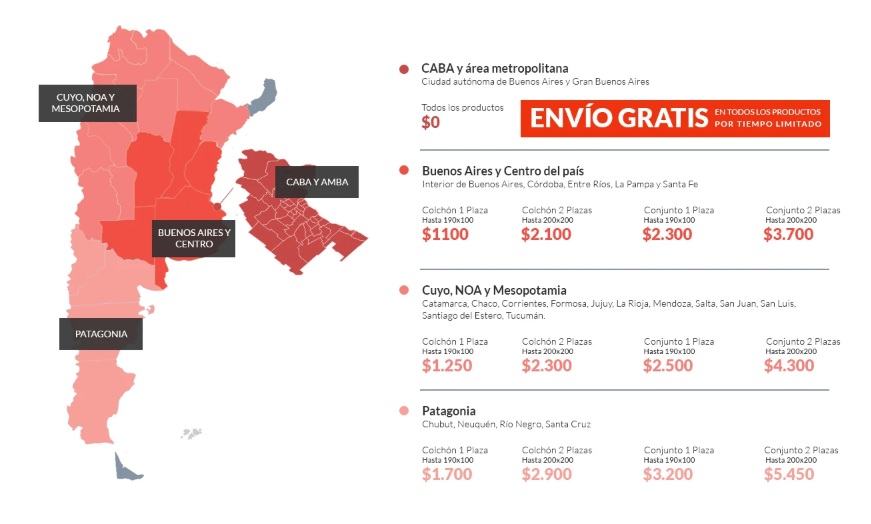 CUYO, NOA Y
MESOPOTAMIA
CABA Y AMBA
BUENOS AIRES Y
CENTRO
PATAGONIA
CABA y área metropolitana
Ciudad autónoma de Buenos Aires y Gran Buenos Aires
Todos los productos
$0
ENVÍO GRATIS
EN TODOS LOS PRODUCTOS
POR TIEMPO LIMITADO
Buenos Aires y Centro del país
Interior de Buenos Aires, Córdoba, Entre Ríos, La Pampa y Santa Fe
Colchón 1 Plaza
Hasta 190x100
$1100
Colchón 2 Plazas
Hasta 200x200
$2.100
Conjunto 1 Plaza
Hasta 190x100
$2.300
Conjunto 2 Plazas
Hasta 200x200
$3.700
Cuyo, NOA y Mesopotamia
Catamarca, Chaco, Corrientes, Formosa, Jujuy, La Rioja, Mendoza, Salta, San Juan, San Luis,
Santiago del Estero, Tucumán.
Colchón 1 Plaza
Hasta 190x100
$1.250
Colchón 2 Plazas
Hasta 200x200
$2.300
Conjunto 1 Plaza
Hasta 190x100
$2.500
Conjunto 2 Plazas
Hasta 200x200
$4.300
Patagonia
Chubut, Neuquén, Río Negro, Santa Cruz
Colchón 1 Plaza
Hasta 190x100
$1.700
Colchón 2 Plazas
Hasta 200x200
$2.900
Conjunto 1 Plaza
Hasta 190x100
$3.200
Conjunto 2 Plazas
Hasta 200x200
$5.450